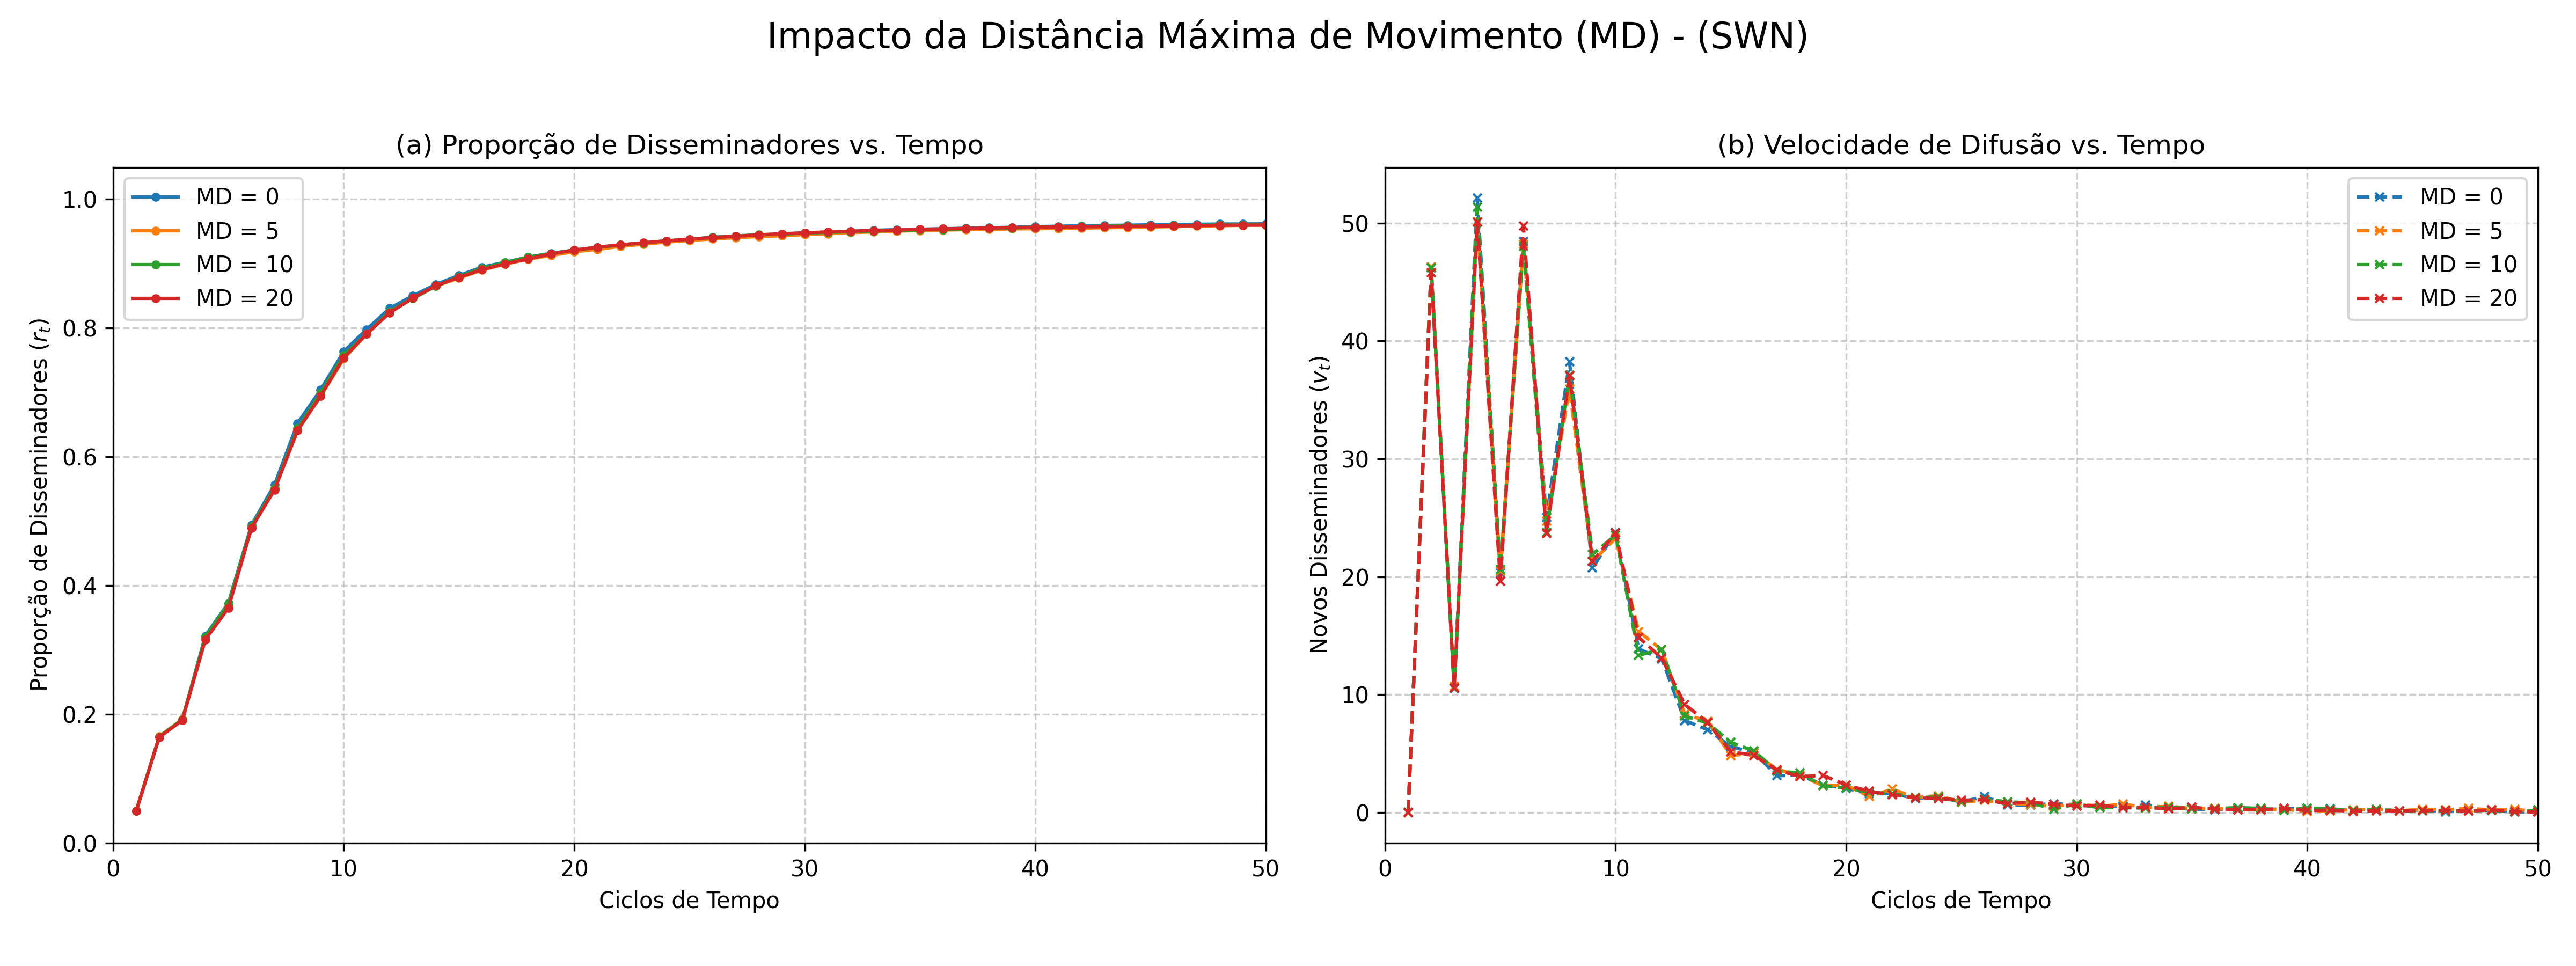 Impacto da Distância Máxima de Movimento (MD) - (SWN)
(a) Proporção de Disseminadores vs. Tempo
Proporção de Disseminadores (r_t)
1.0
0.8
0.6
0.4
0.2
0.0
MD = 0
MD = 5
MD = 10
MD = 20
0 10 20 30 40 50
Ciclos de Tempo
(b) Velocidade de Difusão vs. Tempo
Novos Disseminadores (v_t)
50
40
30
20
10
0
MD = 0
MD = 5
MD = 10
MD = 20
0 10 20 30 40 50
Ciclos de Tempo